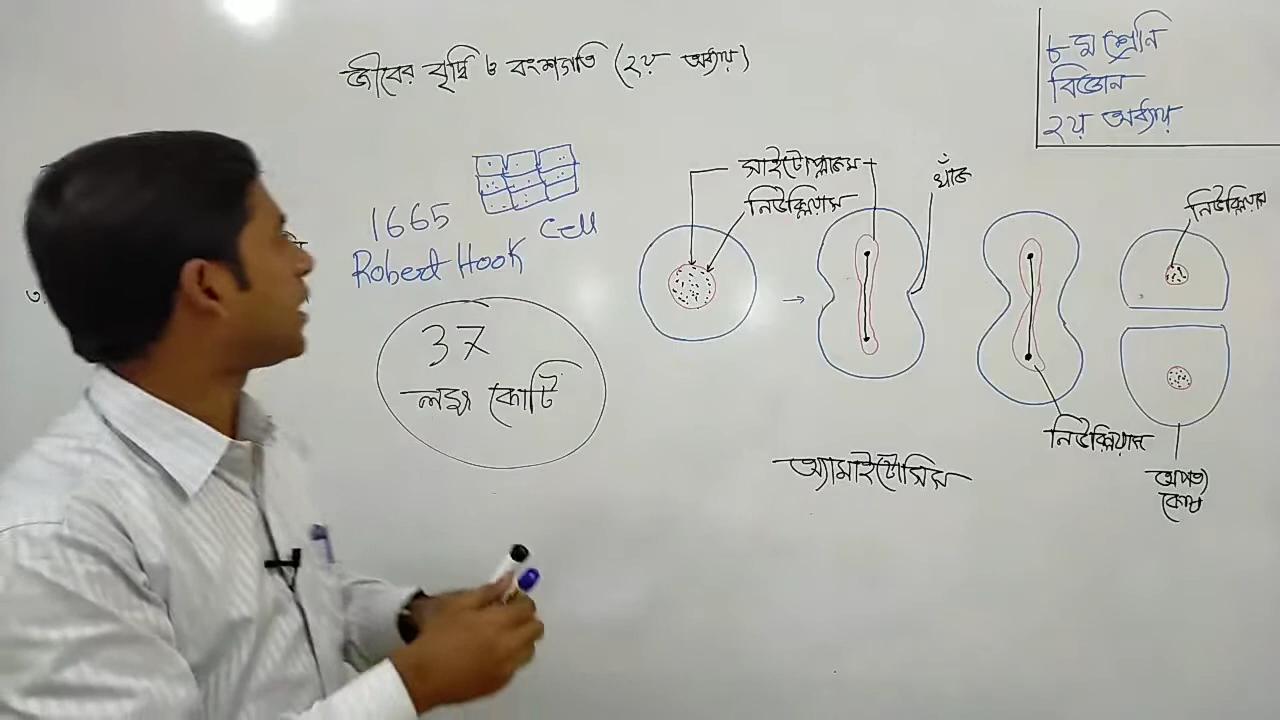 জীবের বৃদ্ধি ও বংশগতি (২য় অধ্যায়)
৮ম শ্রেনি
বিজ্ঞান
২য় অধ্যায়
1665
Robert Hook
Cell
37
লক্ষ কোটি
সাইটোপ্লাজম
নিউক্লিয়াস
খাঁজ
নিউক্লিয়াস
নিউক্লিয়াস
অপত্য
কোষ
অ্যামাইটোসিস